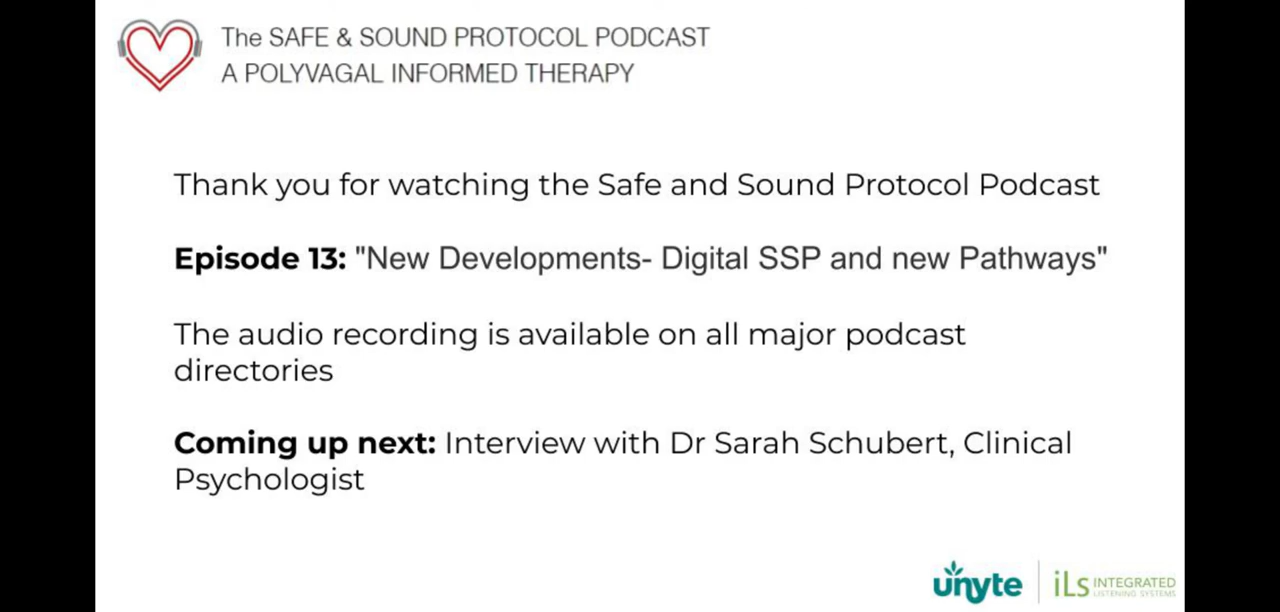 The SAFE & SOUND PROTOCOL PODCAST
A POLYVAGAL INFORMED THERAPY
Thank you for watching the Safe and Sound Protocol Podcast
Episode 13: "New Developments- Digital SSP and new Pathways"
The audio recording is available on all major podcast
directories
Coming up next: Interview with Dr Sarah Schubert, Clinical
Psychologist
unyte
iLs INTEGRATED
LISTENING SYSTEMS